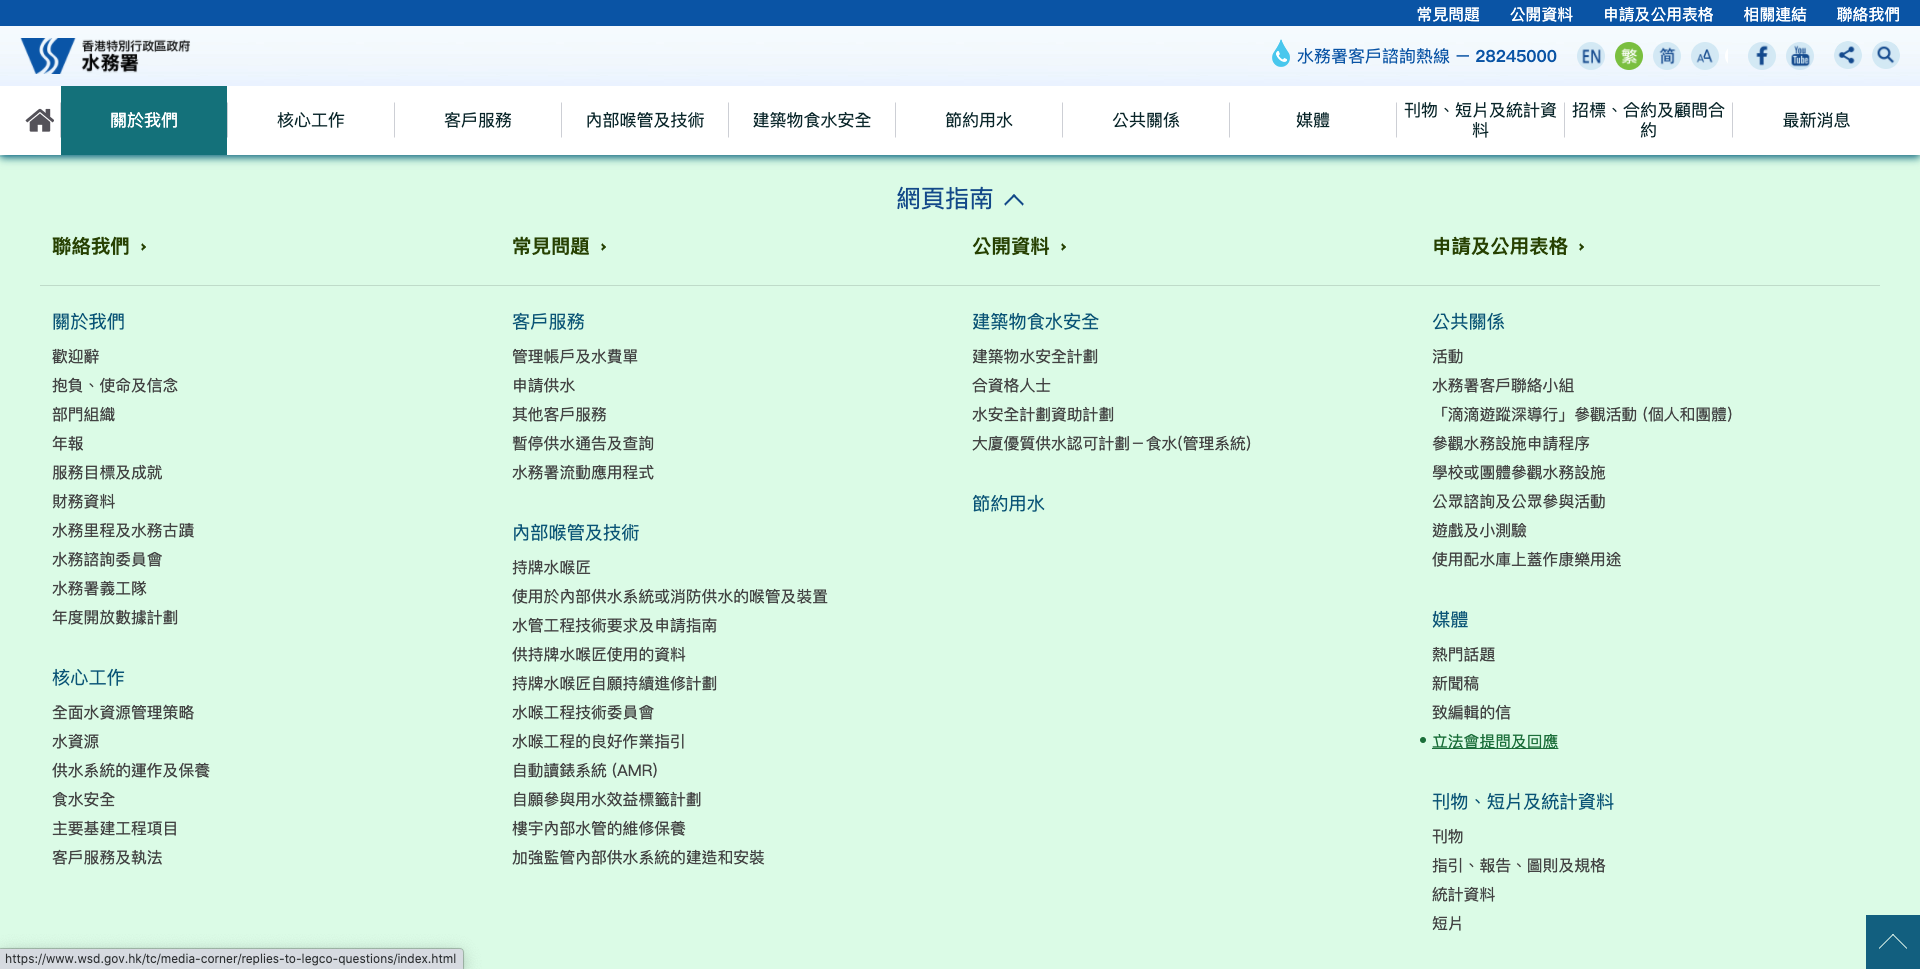 常見問題 公開資料 申請及公用表格 相關連結 聯絡我們
香港特別行政區政府
水務署
水務署客戶諮詢熱線 － 28245000 EN 繁 简 AA f You Tube
關於我們 核心工作 客戶服務 內部喉管及技術 建築物食水安全 節約用水 公共關係 媒體 刊物、短片及統計資料 招標、合約及顧問合約 最新消息
網頁指南
聯絡我們
常見問題
公開資料
申請及公用表格
關於我們
歡迎辭
抱負、使命及信念
部門組織
年報
服務目標及成就
財務資料
水務里程及水務古蹟
水務諮詢委員會
水務署義工隊
年度開放數據計劃
核心工作
全面水資源管理策略
水資源
供水系統的運作及保養
食水安全
主要基建工程項目
客戶服務及執法
客戶服務
管理帳戶及水費單
申請供水
其他客戶服務
暫停供水通告及查詢
水務署流動應用程式
內部喉管及技術
持牌水喉匠
使用於內部供水系統或消防供水的喉管及裝置
水管工程技術要求及申請指南
供持牌水喉匠使用的資料
持牌水喉匠自願持續進修計劃
水喉工程技術委員會
水喉工程的良好作業指引
自動讀錶系統 (AMR)
自願參與用水效益標籤計劃
樓宇內部水管的維修保養
加強監管內部供水系統的建造和安裝
建築物食水安全
建築物水安全計劃
合資格人士
水安全計劃資助計劃
大廈優質供水認可計劃－食水(管理系統)
節約用水
公共關係
活動
水務署客戶聯絡小組
「滴滴遊蹤深導行」參觀活動 (個人和團體)
參觀水務設施申請程序
學校或團體參觀水務設施
公眾諮詢及公眾參與活動
遊戲及小測驗
使用配水庫上蓋作康樂用途
媒體
熱門話題
新聞稿
致編輯的信
立法會提問及回應
刊物、短片及統計資料
刊物
指引、報告、圖則及規格
統計資料
短片
https://www.wsd.gov.hk/tc/media-corner/replies-to-legco-questions/index.html